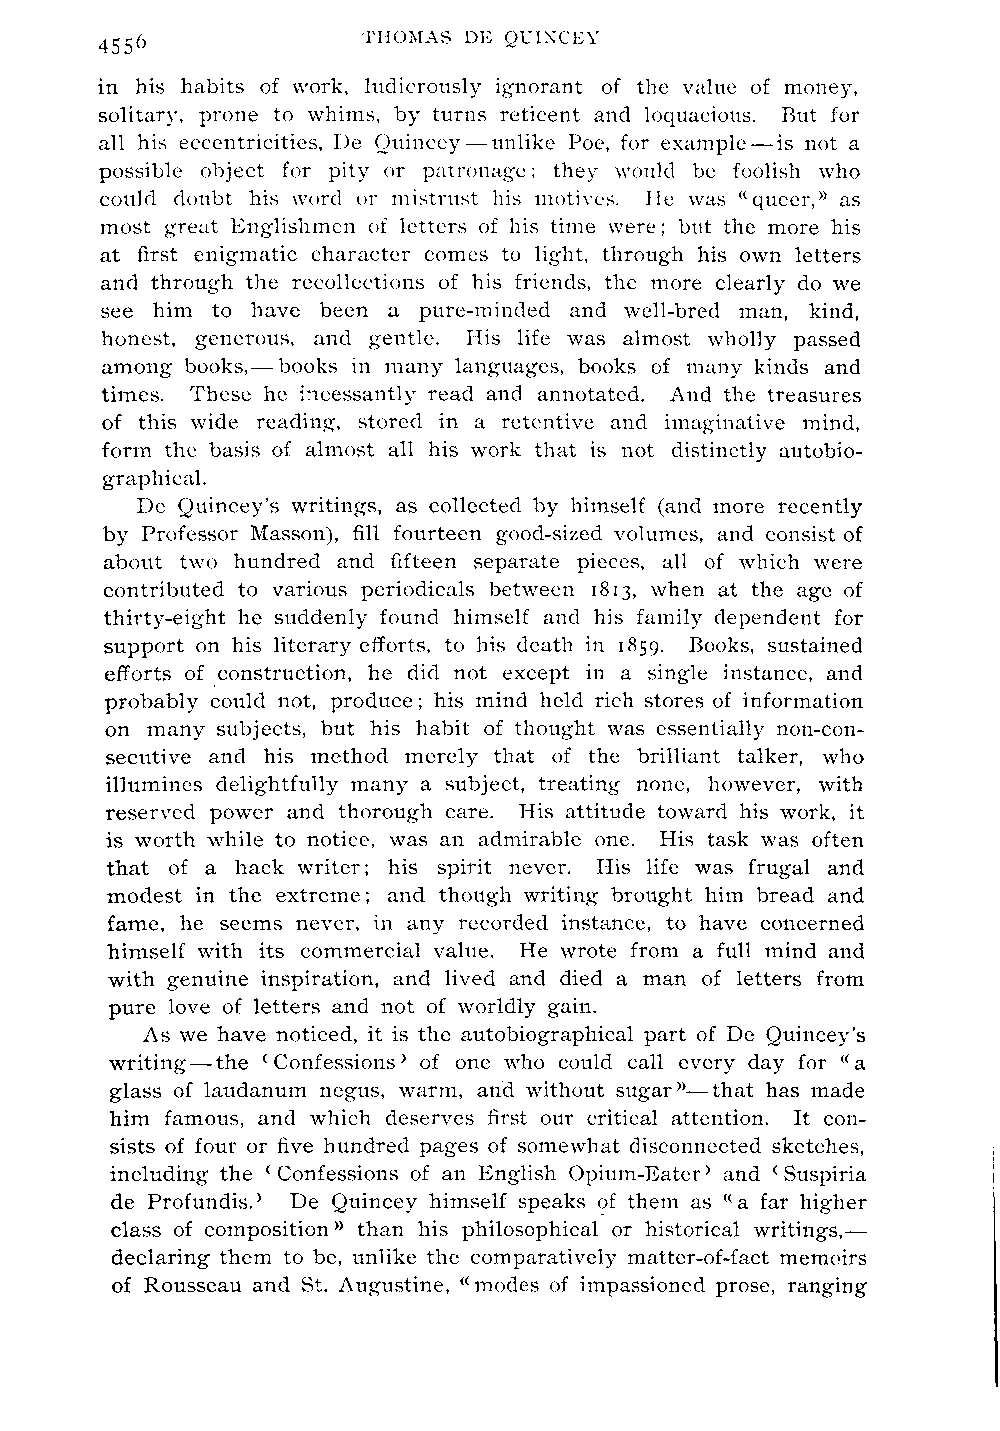 4556 THOMAS DE QUINCEY
in his habits of work, ludicrously ignorant of the value of money,
solitary, prone to whims, by turns reticent and loquacious. But for
all his eccentricities, De Quincey — unlike Poe, for example — is not a
possible object for pity or patronage; they would be foolish who
could doubt his word or mistrust his motives. He was "queer," as
most great Englishmen of letters of his time were; but the more his
at first enigmatic character comes to light, through his own letters
and through the recollections of his friends, the more clearly do we
see him to have been a pure-minded and well-bred man, kind,
honest, generous, and gentle. His life was almost wholly passed
among books,— books in many languages, books of many kinds and
times. These he incessantly read and annotated. And the treasures
of this wide reading, stored in a retentive and imaginative mind,
form the basis of almost all his work that is not distinctly autobio-
graphical.
De Quincey's writings, as collected by himself (and more recently
by Professor Masson), fill fourteen good-sized volumes, and consist of
about two hundred and fifteen separate pieces, all of which were
contributed to various periodicals between 1813, when at the age of
thirty-eight he suddenly found himself and his family dependent for
support on his literary efforts, to his death in 1859. Books, sustained
efforts of construction, he did not except in a single instance, and
probably could not, produce; his mind held rich stores of information
on many subjects, but his habit of thought was essentially non-con-
secutive and his method merely that of the brilliant talker, who
illumines delightfully many a subject, treating none, however, with
reserved power and thorough care. His attitude toward his work, it
is worth while to notice, was an admirable one. His task was often
that of a hack writer; his spirit never. His life was frugal and
modest in the extreme; and though writing brought him bread and
fame, he seems never, in any recorded instance, to have concerned
himself with its commercial value. He wrote from a full mind and
with genuine inspiration, and lived and died a man of letters from
pure love of letters and not of worldly gain.
As we have noticed, it is the autobiographical part of De Quincey's
writing — the 'Confessions' of one who could call every day for "a
glass of laudanum negus, warm, and without sugar"— that has made
him famous, and which deserves first our critical attention. It con-
sists of four or five hundred pages of somewhat disconnected sketches,
including the 'Confessions of an English Opium-Eater' and 'Suspiria
de Profundis.' De Quincey himself speaks of them as "a far higher
class of composition" than his philosophical or historical writings,—
declaring them to be, unlike the comparatively matter-of-fact memoirs
of Rousseau and St. Augustine, "modes of impassioned prose, ranging